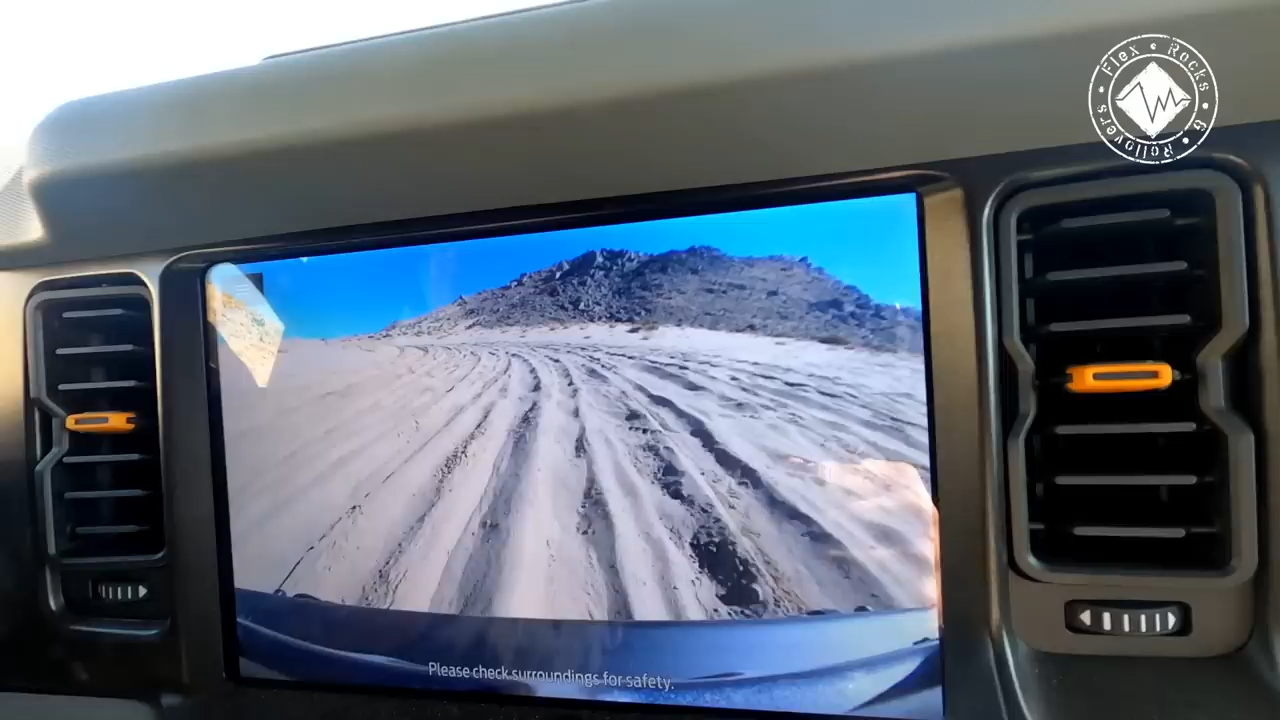 Flex • Rocks & Rollovers •
Please check surroundings for safety.